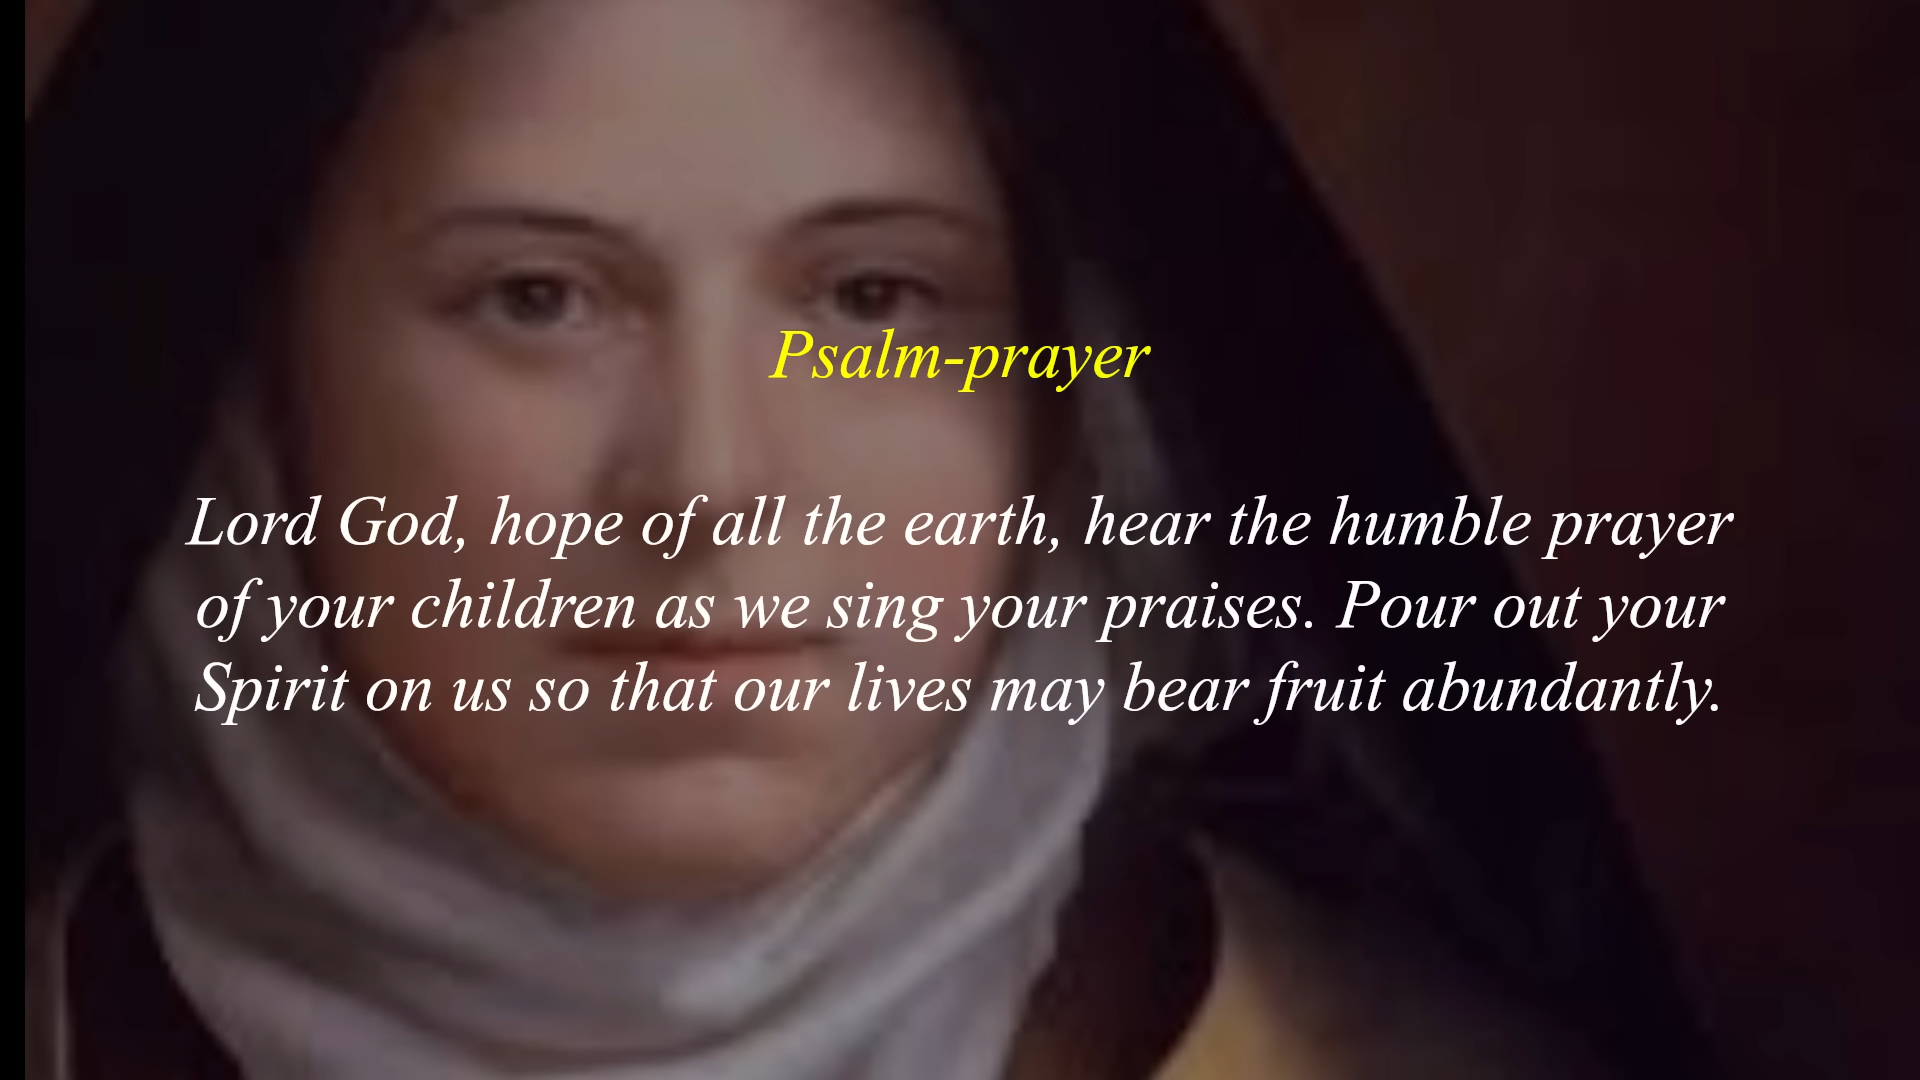 Psalm-prayer
Lord God, hope of all the earth, hear the humble prayer
of your children as we sing your praises. Pour out your
Spirit on us so that our lives may bear fruit abundantly.